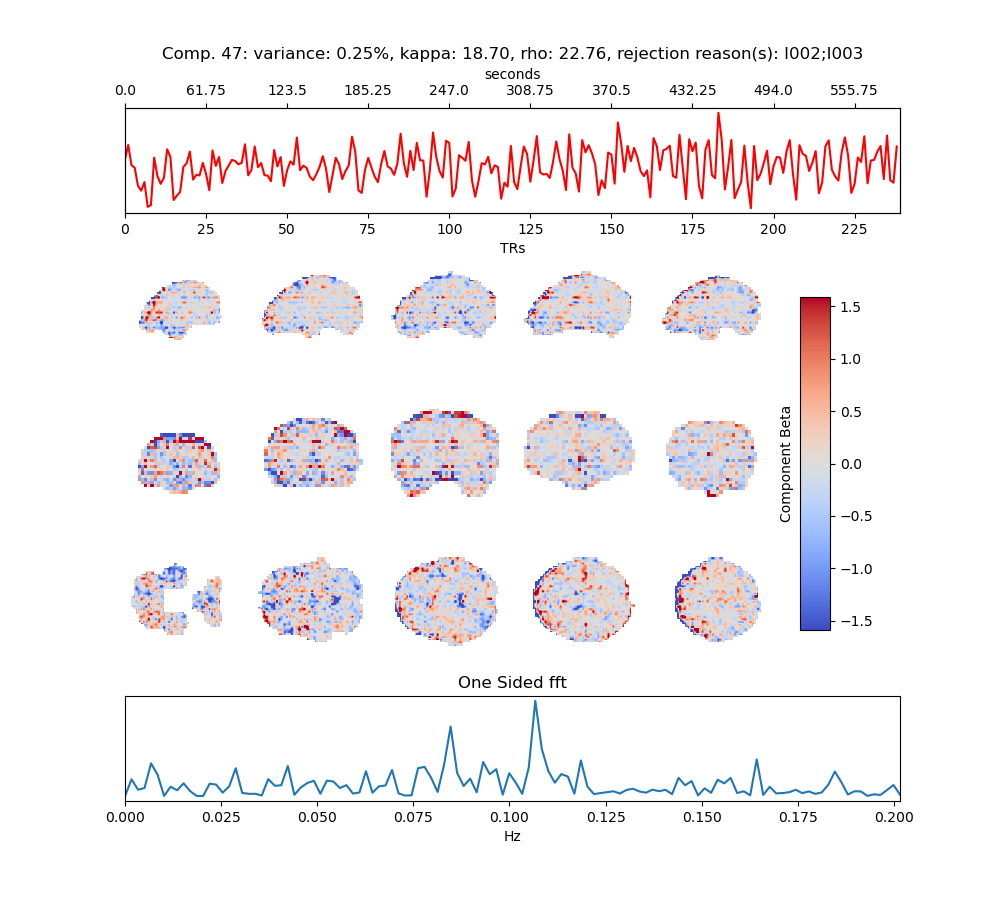 Comp. 47: variance: 0.25%, kappa: 18.70, rho: 22.76, rejection reason(s): I002;I003
seconds
0.0 61.75 123.5 185.25 247.0 308.75 370.5 432.25 494.0 555.75
0 25 50 75 100 125 150 175 200 225
TRs
1.5
1.0
0.5
0.0
−0.5
−1.0
−1.5
Component Beta
One Sided fft
0.000 0.025 0.050 0.075 0.100 0.125 0.150 0.175 0.200
Hz